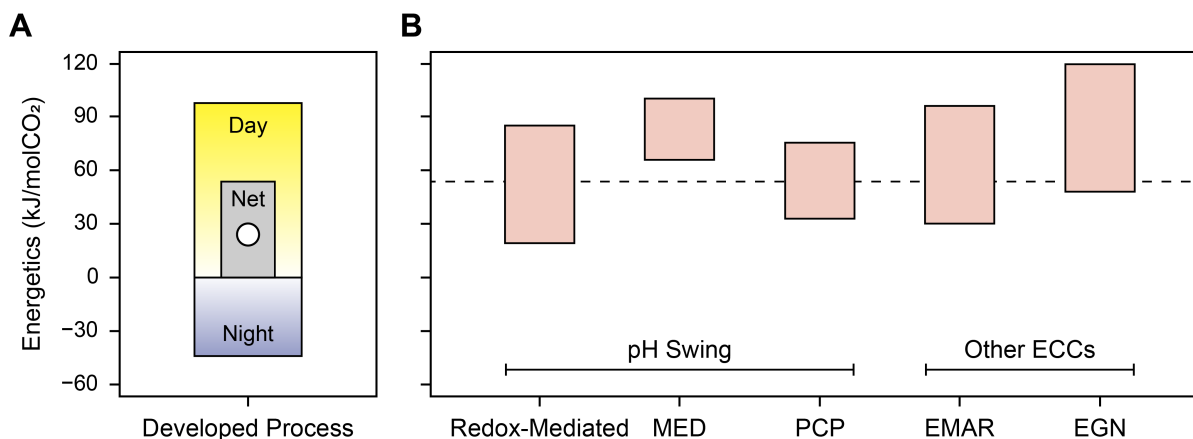 A
B
Energetics (kJ/molCO₂)
120
90
60
30
0
−30
−60
Day
Net
Night
Developed Process
pH Swing
Other ECCs
Redox-Mediated
MED
PCP
EMAR
EGN